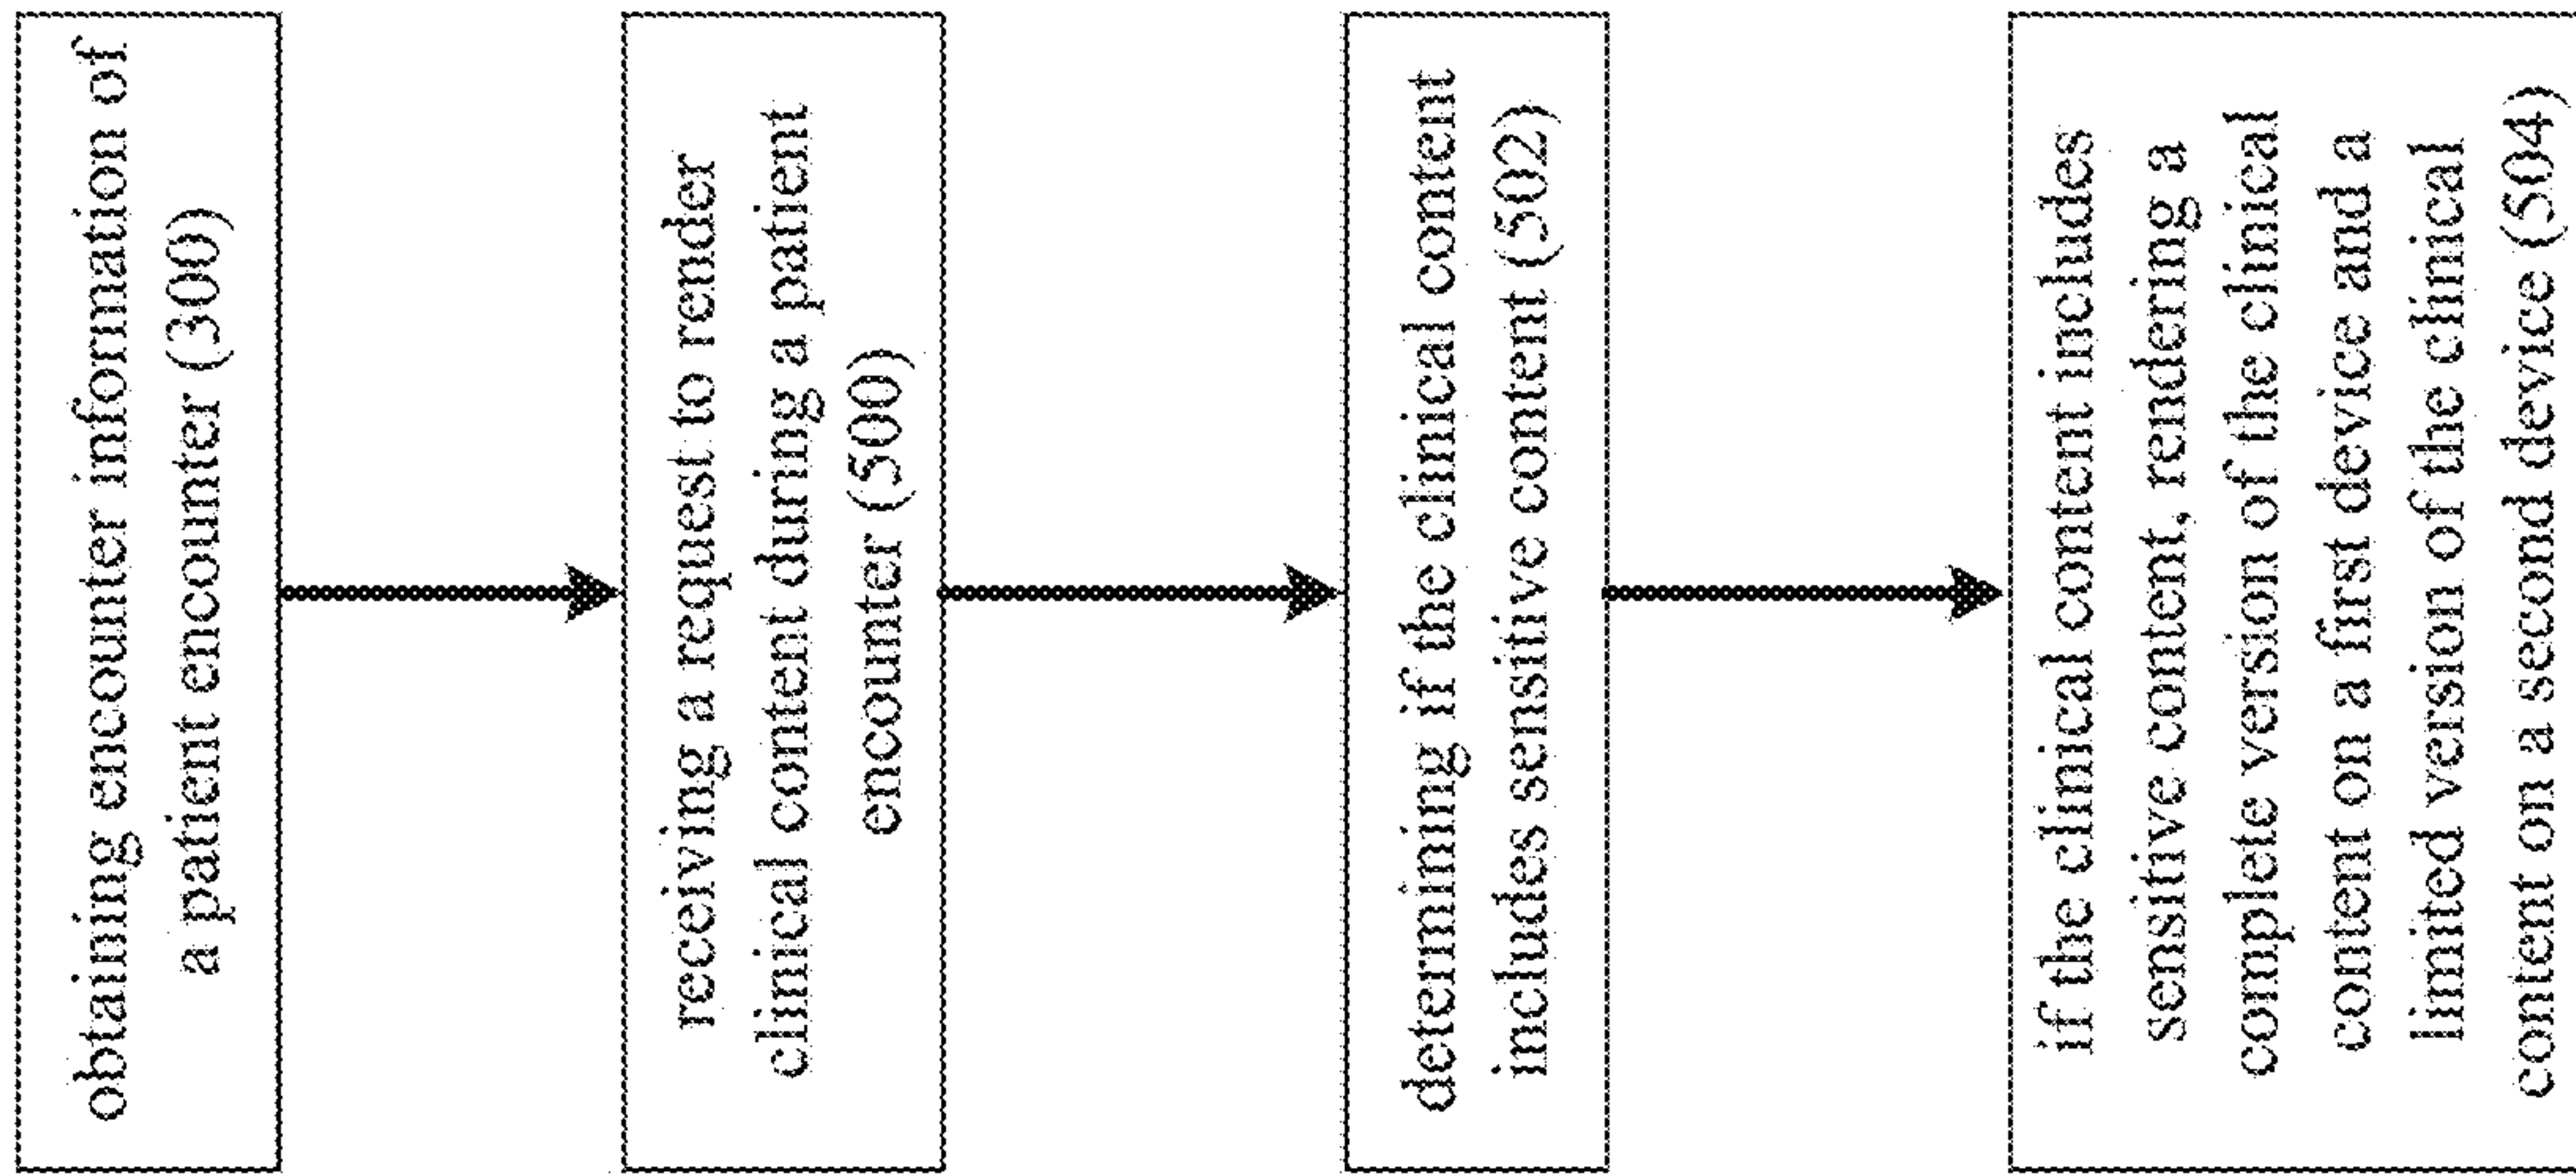 obtaining encounter information of
a patient encounter (300)
receiving a request to render
clinical content during a patient
encounter (500)
determining if the clinical content
includes sensitive content (502)
if the clinical content includes
sensitive content, rendering a
complete version of the clinical
content on a first device and a
limited version of the clinical
content on a second device (504)